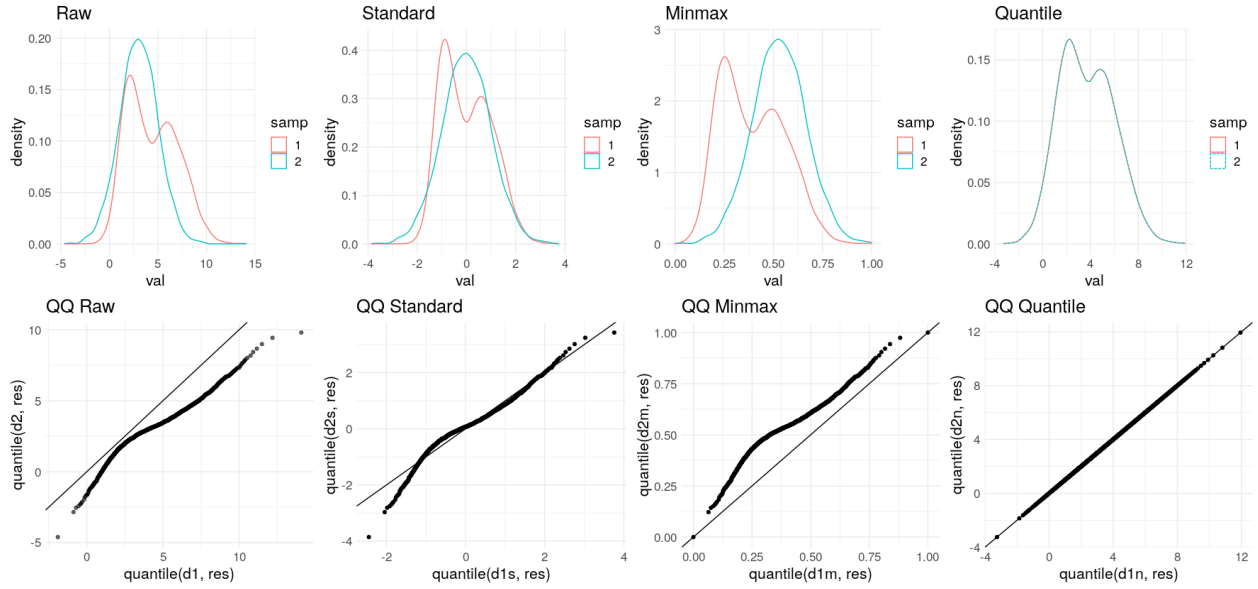 Raw
density
0.20
0.15
0.10
0.05
0.00
-5 0 5 10 15
val
samp
1
2
Standard
density
0.4
0.3
0.2
0.1
0.0
-4 -2 0 2 4
val
samp
1
2
Minmax
density
3
2
1
0
0.00 0.25 0.50 0.75 1.00
val
samp
1
2
Quantile
density
0.15
0.10
0.05
0.00
-4 0 4 8 12
val
samp
1
2
QQ Raw
quantile(d2, res)
10
5
0
-5
0 5 10
quantile(d1, res)
QQ Standard
quantile(d2s, res)
2
0
-2
-4
-2 0 2 4
quantile(d1s, res)
QQ Minmax
quantile(d2m, res)
1.00
0.75
0.50
0.25
0.00
0.00 0.25 0.50 0.75 1.00
quantile(d1m, res)
QQ Quantile
quantile(d2n, res)
12
8
4
0
-4
-4 0 4 8 12
quantile(d1n, res)